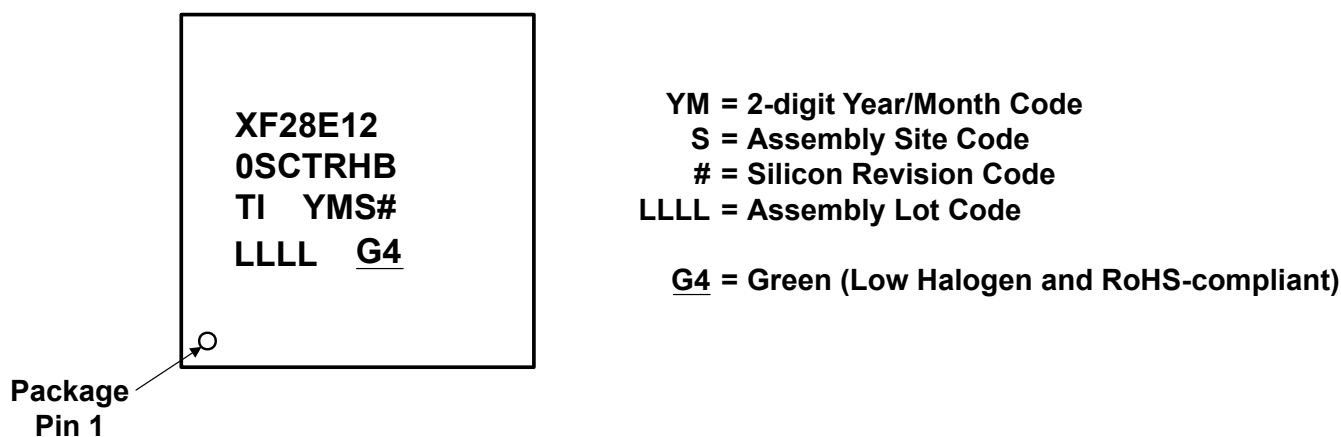 XF28E12
0SCTRHB
TI YMS#
LLLL G4
Package
Pin 1
YM = 2-digit Year/Month Code
S = Assembly Site Code
# = Silicon Revision Code
LLLL = Assembly Lot Code
G4 = Green (Low Halogen and RoHS-compliant)